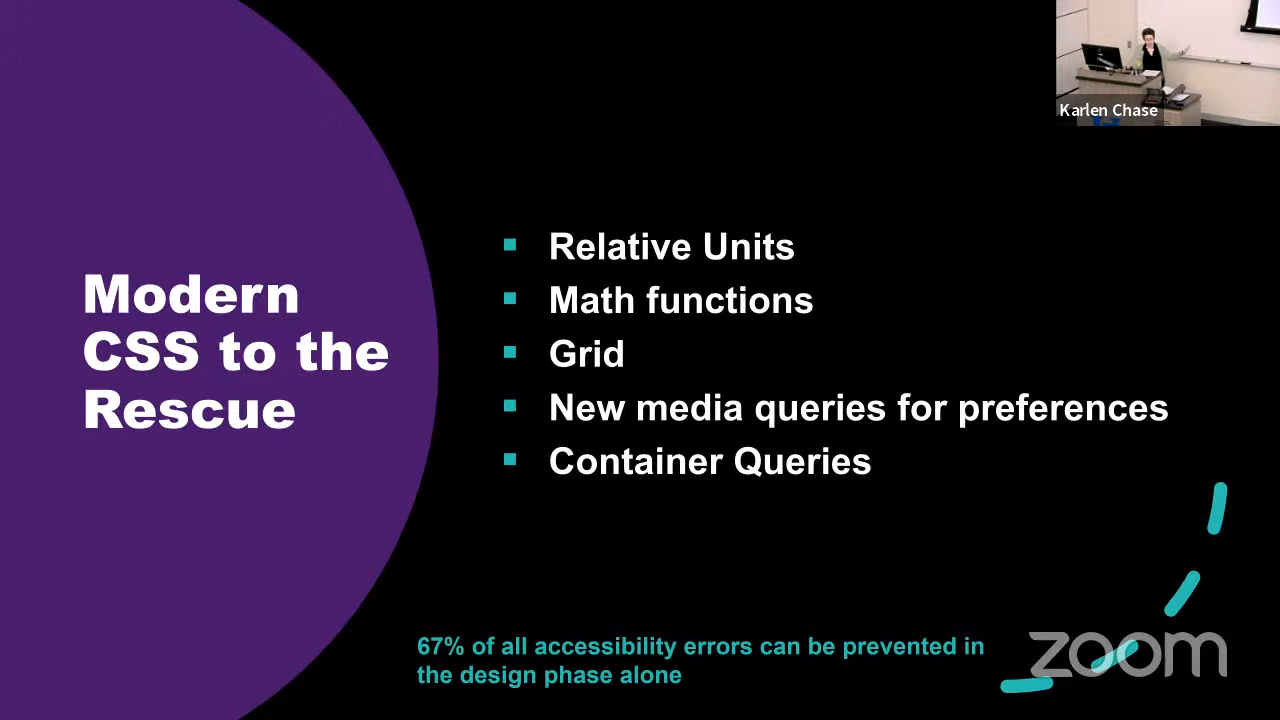 Karlen Chase
Modern
CSS to the
Rescue
Relative Units
Math functions
Grid
New media queries for preferences
Container Queries
67% of all accessibility errors can be prevented in
the design phase alone
zoom